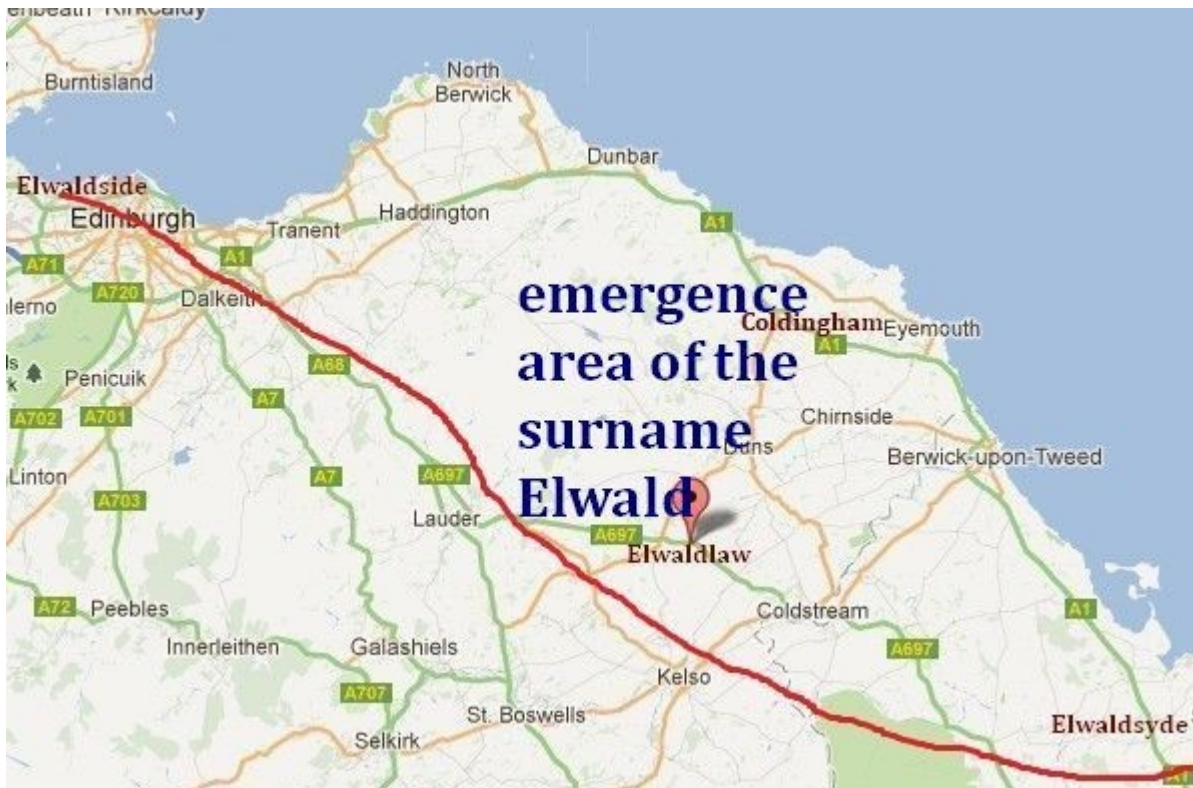 Kirkcaldy
Burntisland
North
Berwick
Dunbar
Elwaldside
Edinburgh
Haddington
Tranent
A1
A1
A71
A720
Dalkeith
emergence
area of the
surname
Elwald
Coldingham
Eyemouth
A1
A68
Penicuik
A7
A702
A701
Chirnside
Duns
Berwick-upon-Tweed
Linton
A703
A7
A697
Lauder
A697
Elwaldlaw
A72
Peebles
Innerleithen
Galashiels
Coldstream
A1
A697
Kelso
A707
St. Boswells
Selkirk
Elwaldsyde
A1